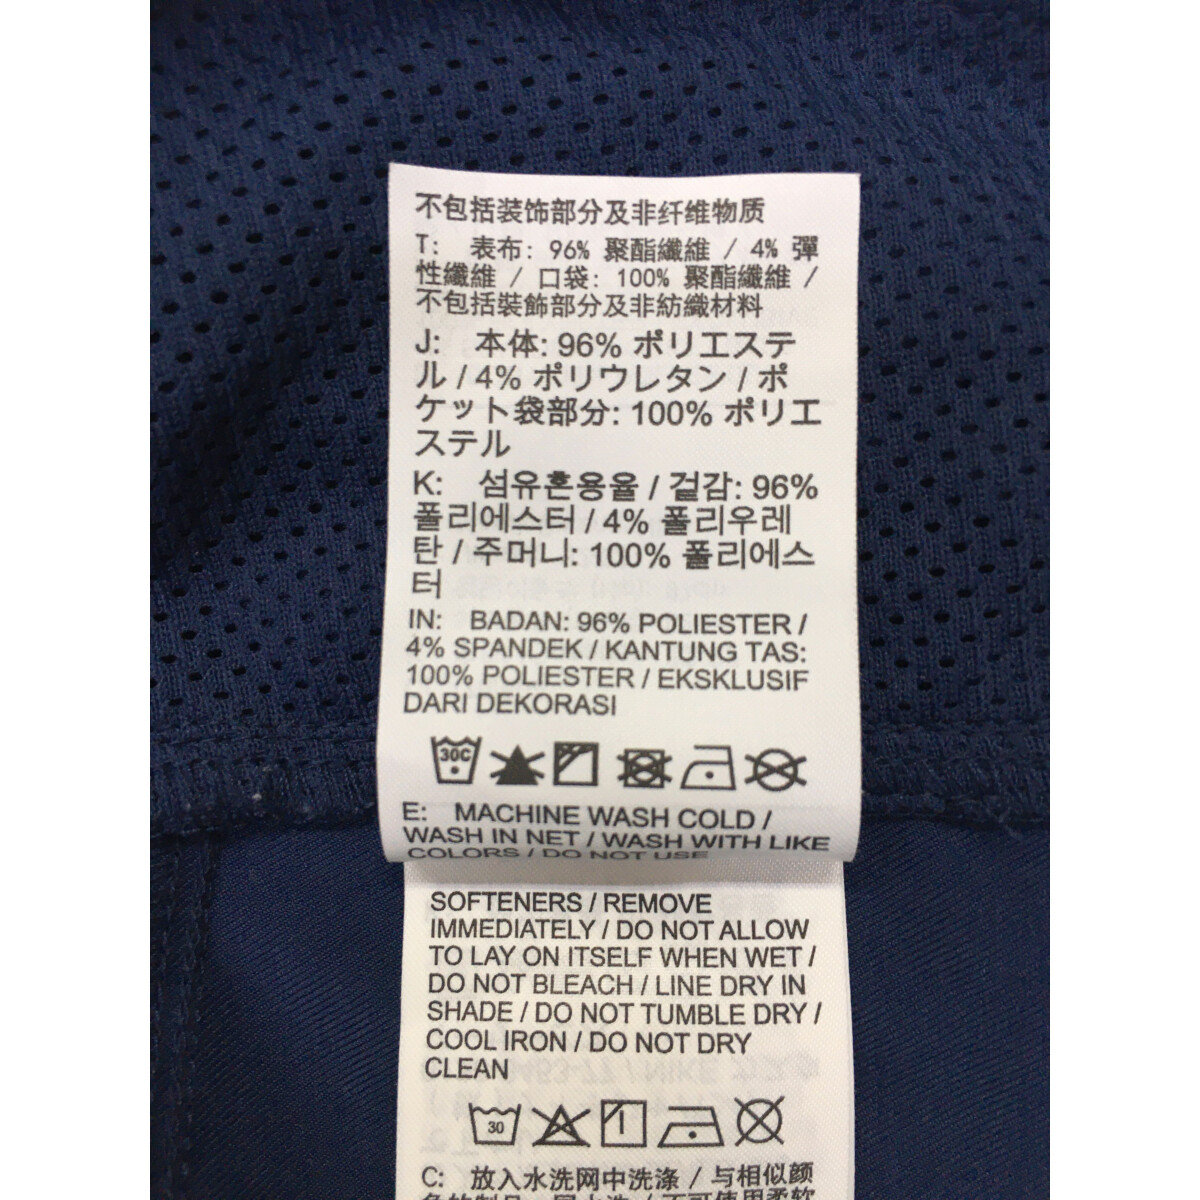 不包括装饰部分及非纤维物质
T: 表布: 96% 聚酯纖維 / 4% 彈
性纖維 / 口袋: 100% 聚酯纖維 /
不包括裝飾部分及非紡織材料
J: 本体: 96% ポリエステ
ル / 4% ポリウレタン / ポ
ケット袋部分: 100% ポリエ
ステル
K: 섬유혼용율 / 겉감: 96%
폴리에스터 / 4% 폴리우레
탄 / 주머니: 100% 폴리에스
터
IN: BADAN: 96% POLIESTER /
4% SPANDEK / KANTUNG TAS:
100% POLIESTER / EKSKLUSIF
DARI DEKORASI
30C
E: MACHINE WASH COLD /
WASH IN NET / WASH WITH LIKE
COLORS / DO NOT USE
SOFTENERS / REMOVE
IMMEDIATELY / DO NOT ALLOW
TO LAY ON ITSELF WHEN WET /
DO NOT BLEACH / LINE DRY IN
SHADE / DO NOT TUMBLE DRY /
COOL IRON / DO NOT DRY
CLEAN
30
C: 放入水洗网中洗涤 / 与相似颜